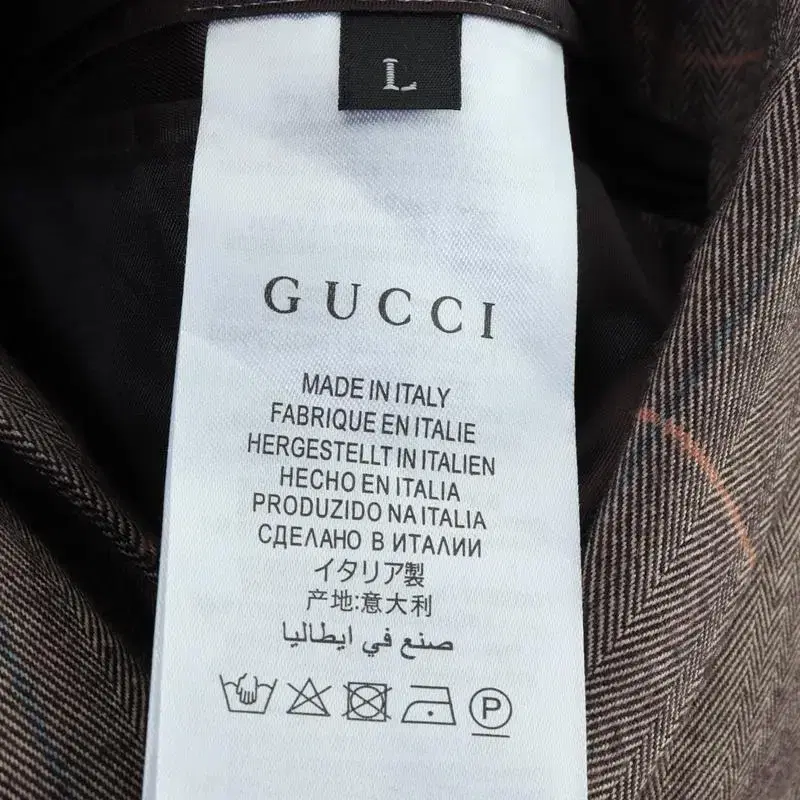 L
GUCCI
MADE IN ITALY
FABRIQUE EN ITALIE
HERGESTELLT IN ITALIEN
HECHO EN ITALIA
PRODUZIDO NA ITALIA
СДЕЛАНО В ИТАЛИИ
イタリア製
产地:意大利
صنع في ايطاليا
P